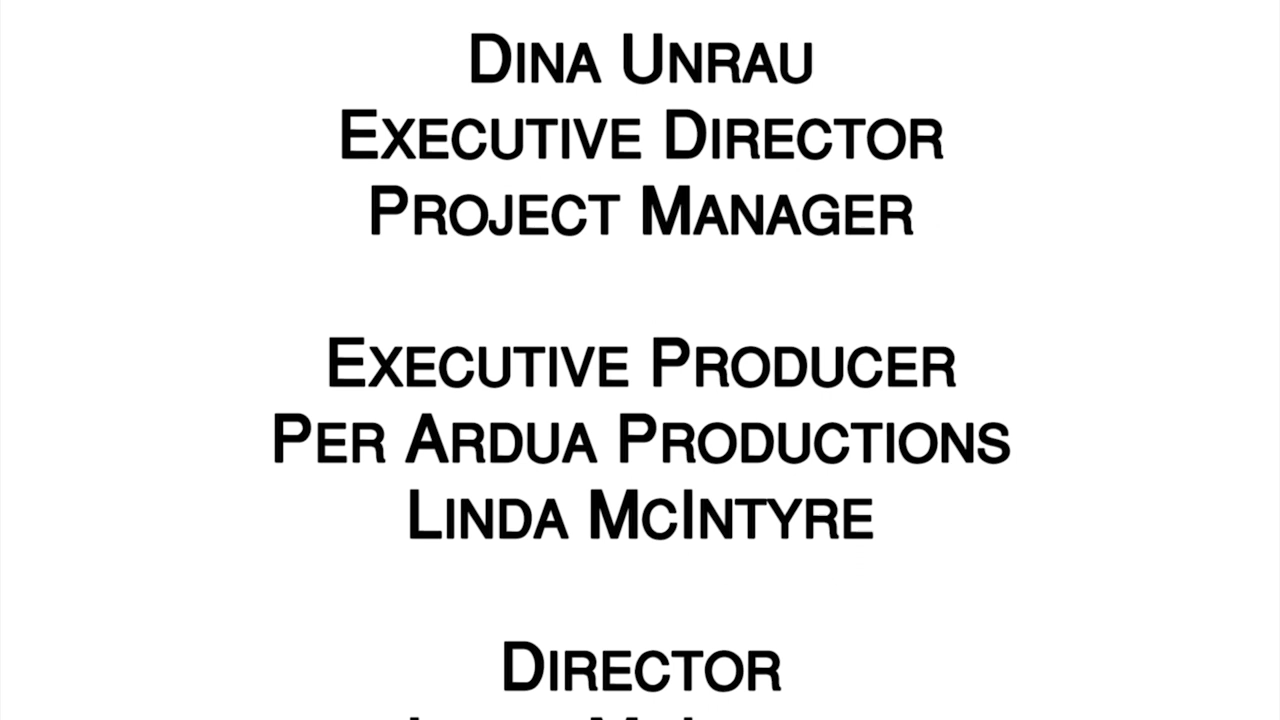 Dina Unrau
Executive Director
Project Manager
Executive Producer
Per Ardua Productions
Linda McIntyre
Director